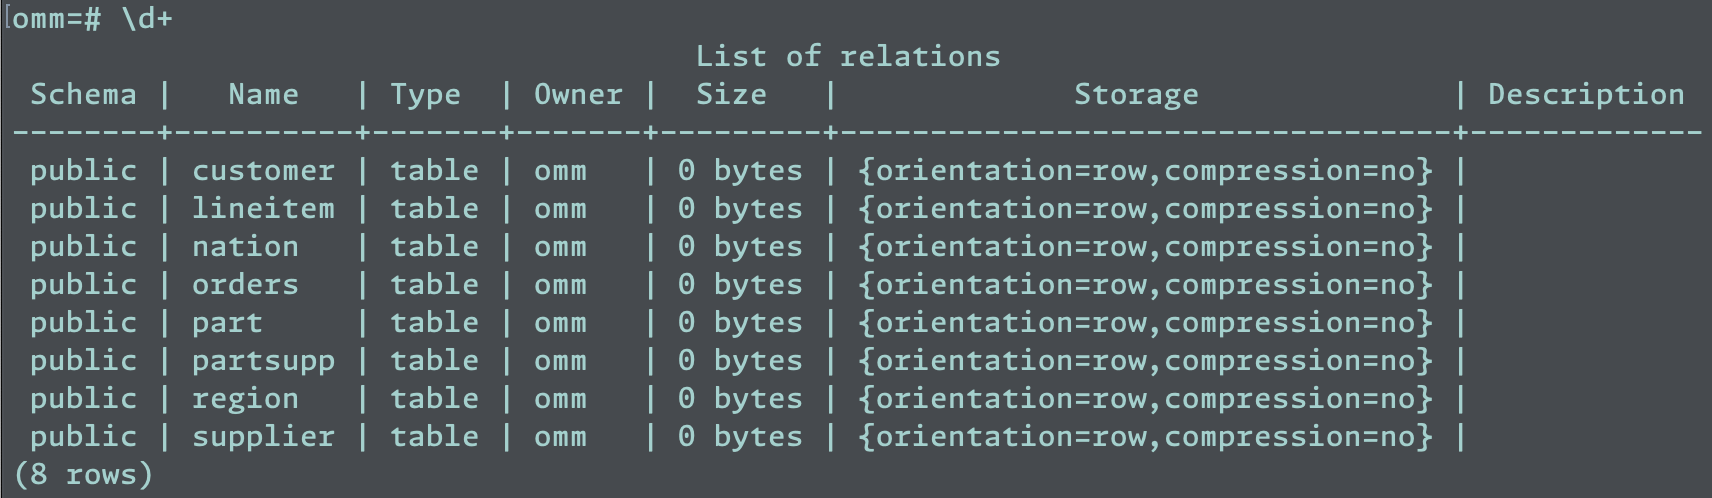 omm=# \d+
List of relations
Schema | Name | Type | Owner | Size | Storage | Description
--------+----------+-------+-------+---------+----------------------------------+-------------
public | customer | table | omm | 0 bytes | {orientation=row,compression=no} |
public | lineitem | table | omm | 0 bytes | {orientation=row,compression=no} |
public | nation | table | omm | 0 bytes | {orientation=row,compression=no} |
public | orders | table | omm | 0 bytes | {orientation=row,compression=no} |
public | part | table | omm | 0 bytes | {orientation=row,compression=no} |
public | partsupp | table | omm | 0 bytes | {orientation=row,compression=no} |
public | region | table | omm | 0 bytes | {orientation=row,compression=no} |
public | supplier | table | omm | 0 bytes | {orientation=row,compression=no} |
(8 rows)